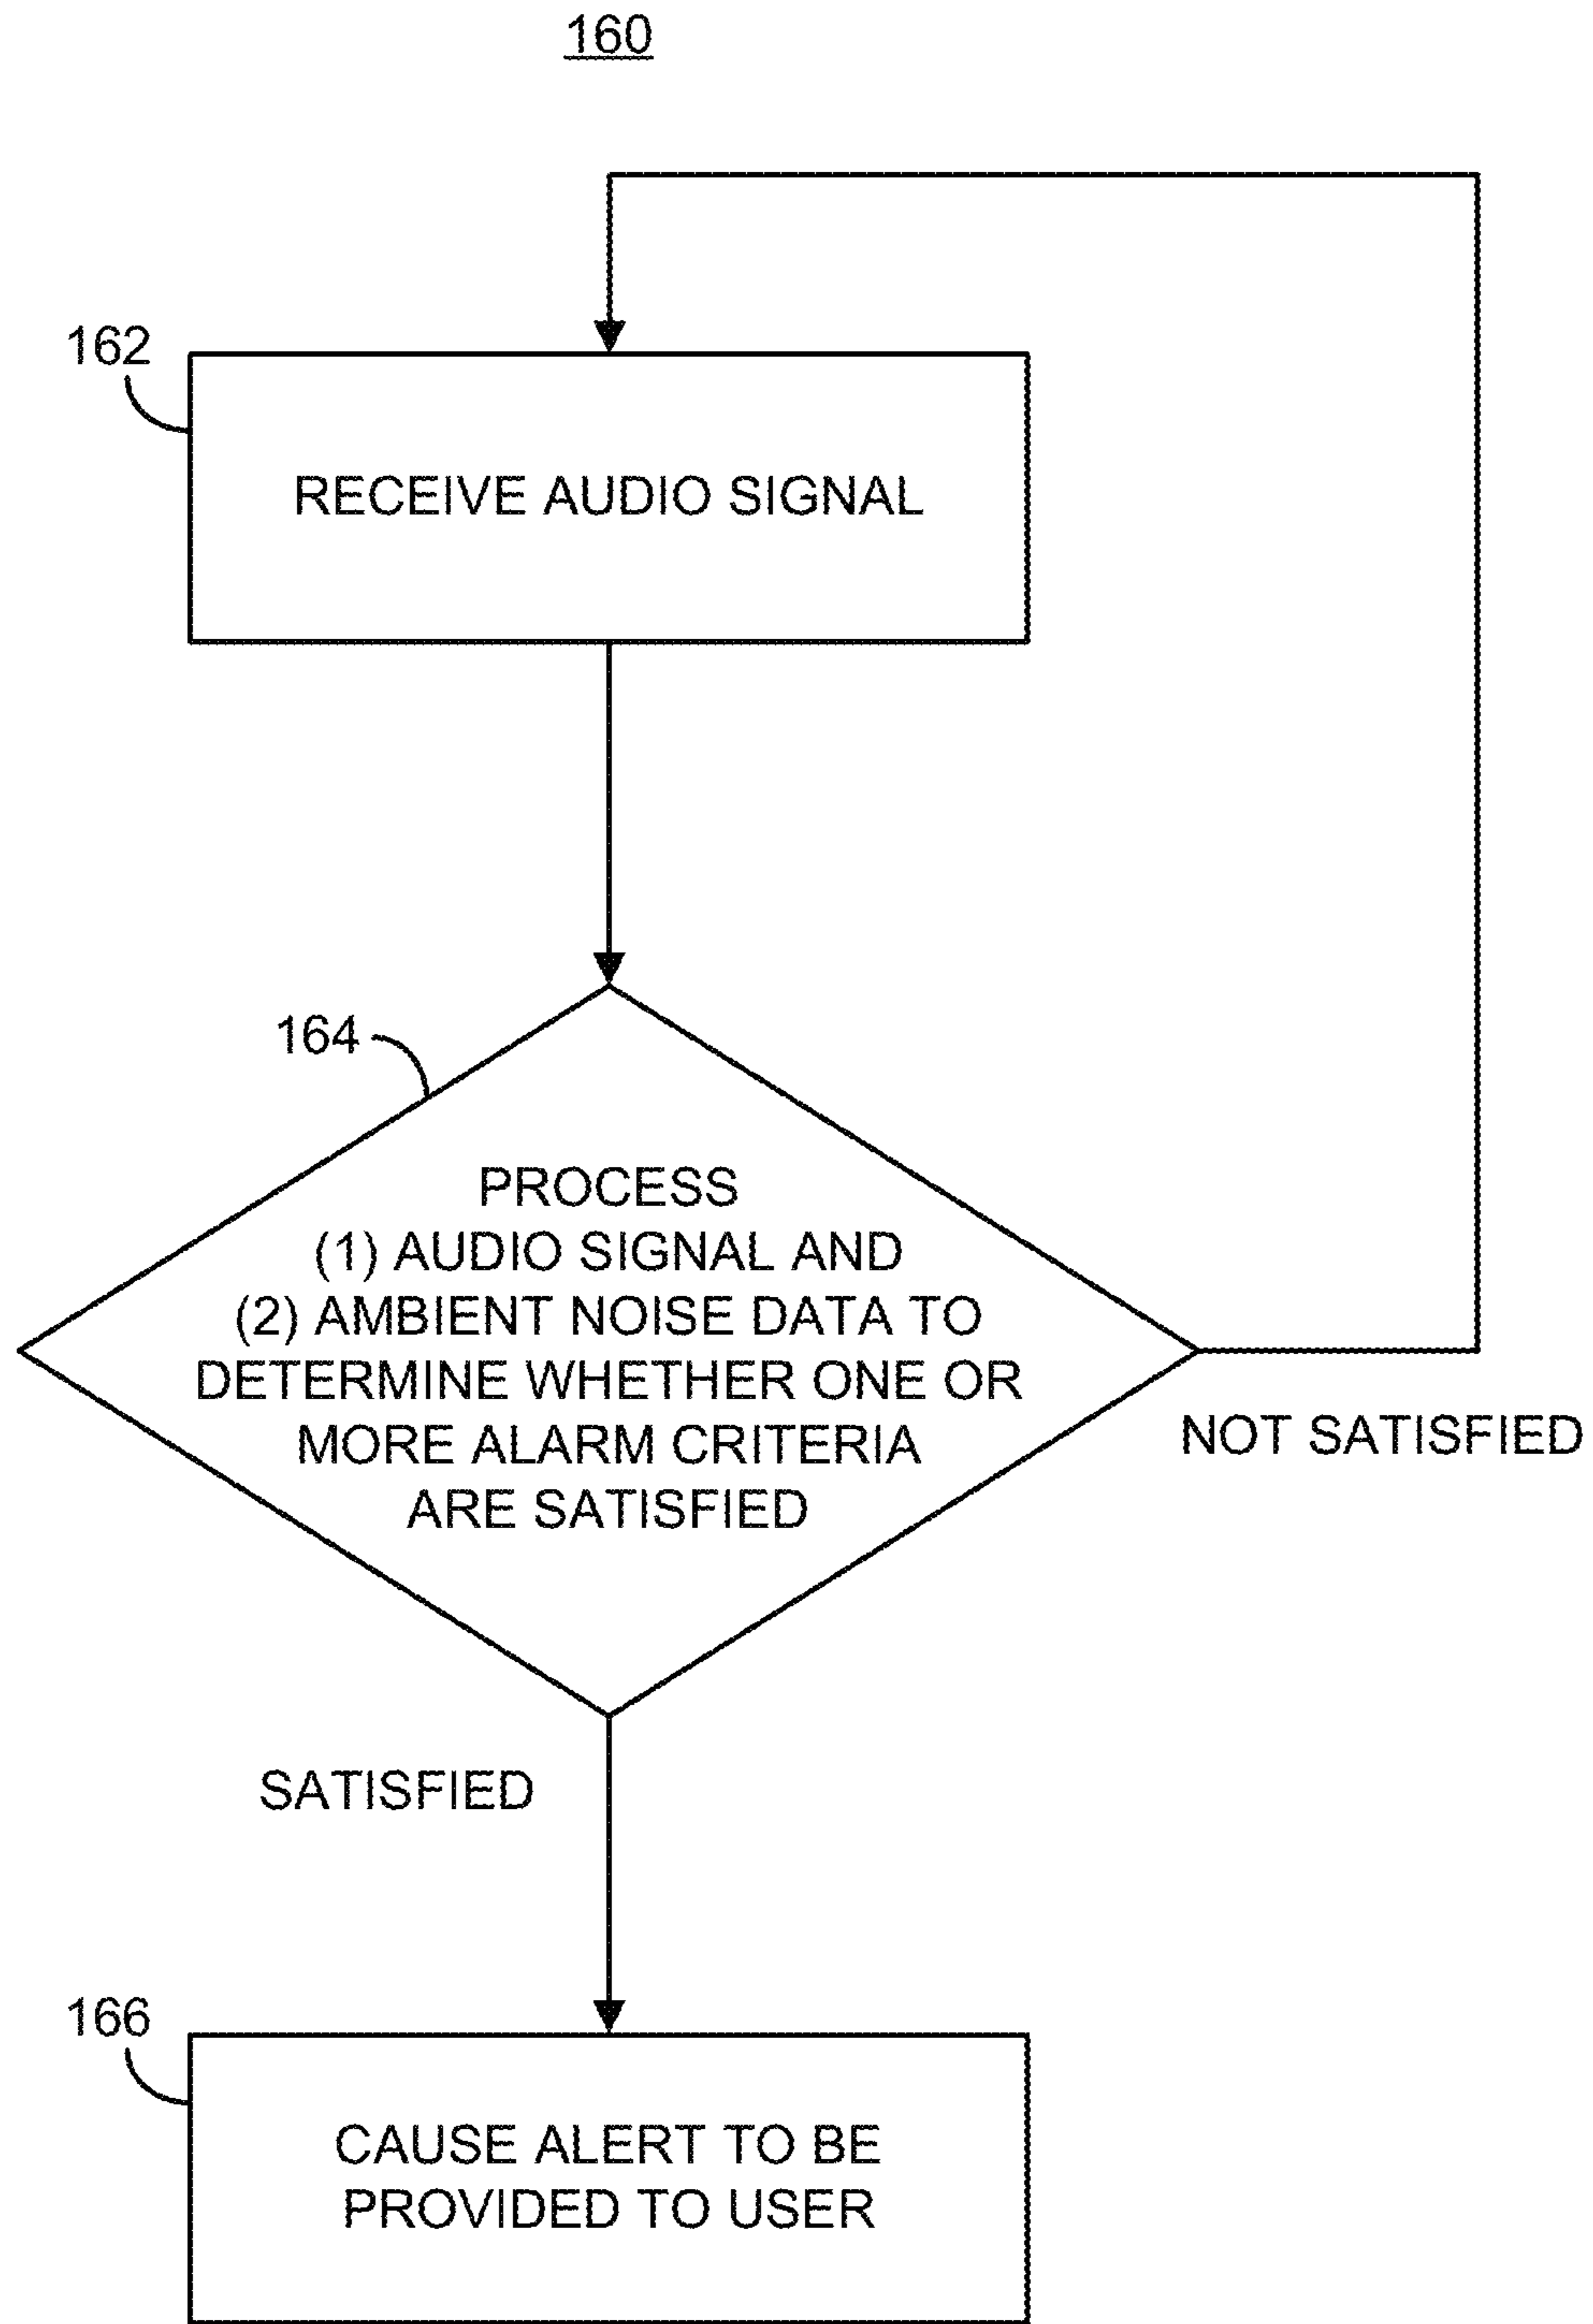 160
162
RECEIVE AUDIO SIGNAL
164
PROCESS
(1) AUDIO SIGNAL AND
(2) AMBIENT NOISE DATA TO
DETERMINE WHETHER ONE OR
MORE ALARM CRITERIA
ARE SATISFIED
NOT SATISFIED
SATISFIED
166
CAUSE ALERT TO BE
PROVIDED TO USER